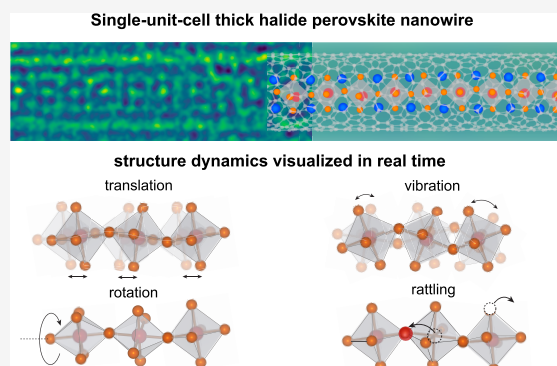 Single-unit-cell thick halide perovskite nanowire
structure dynamics visualized in real time
translation
vibration
rotation
rattling